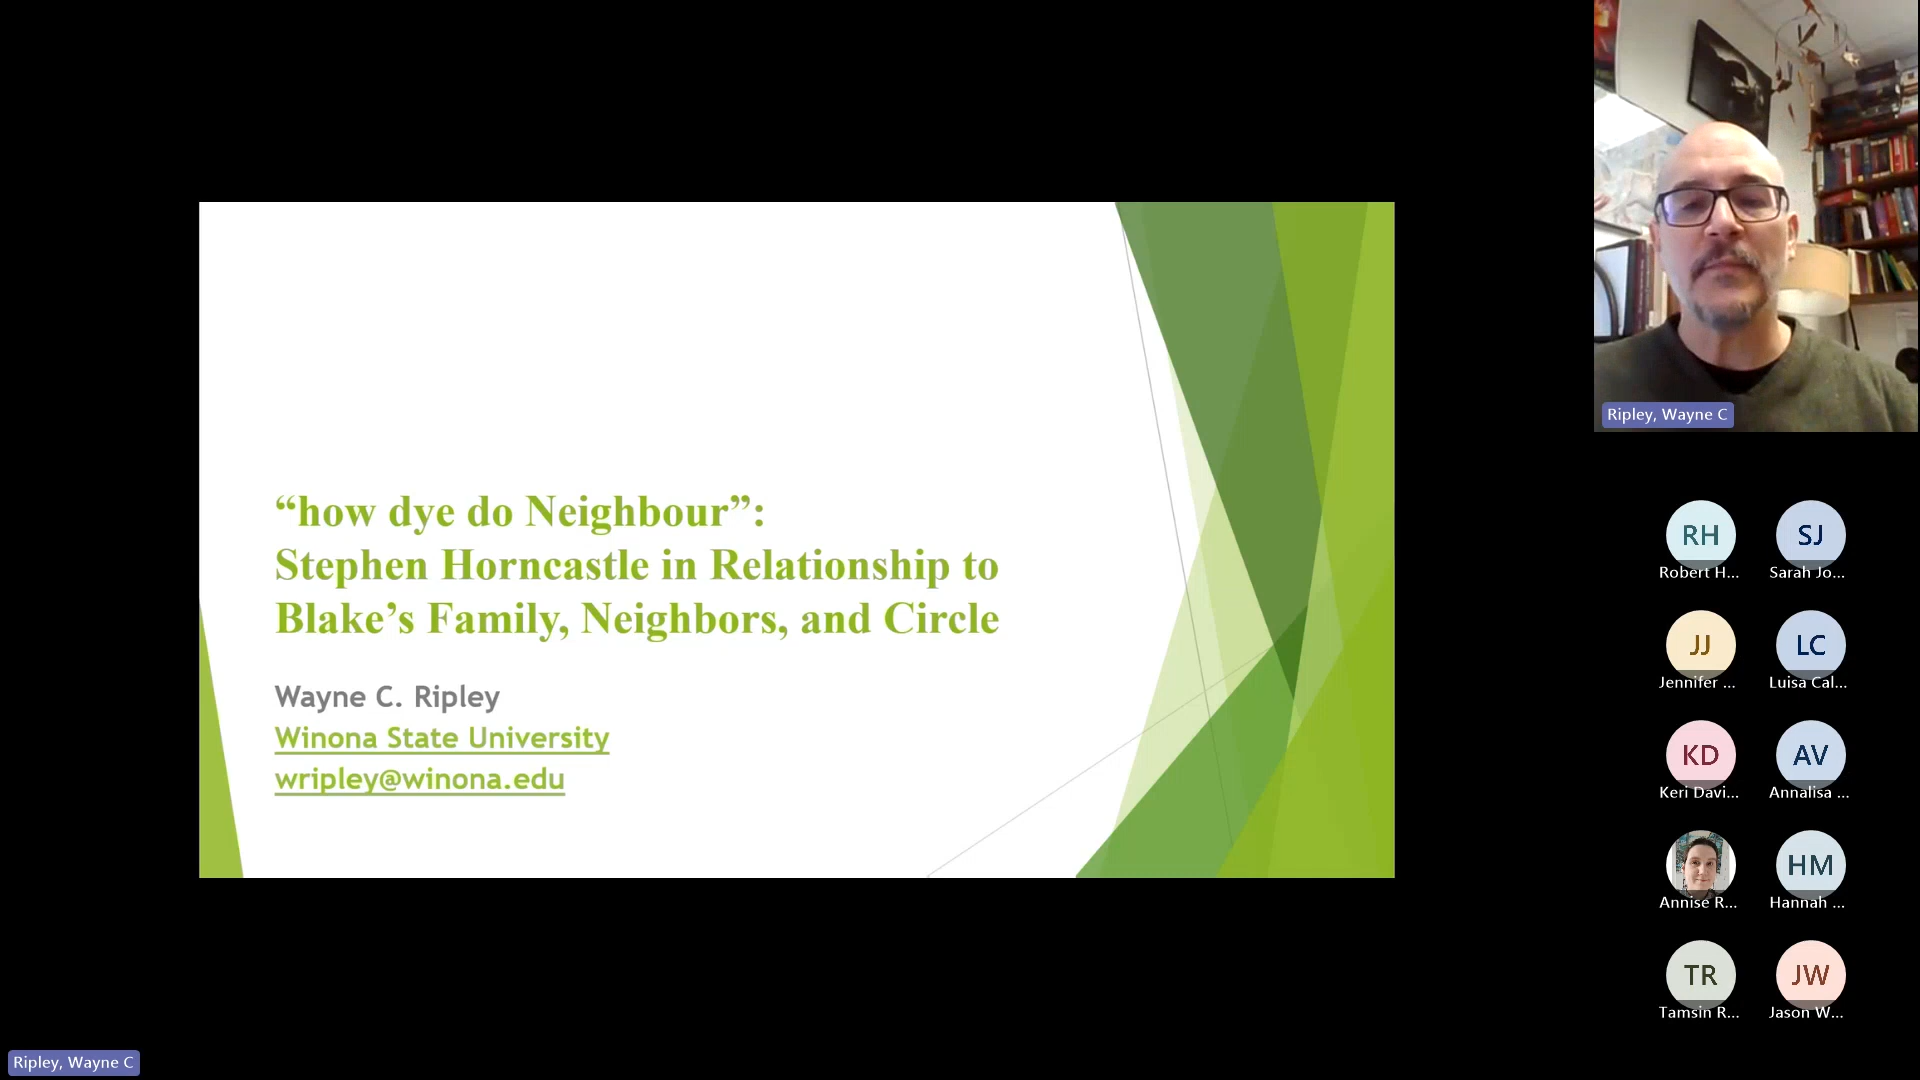 “how dye do Neighbour”:
Stephen Horncastle in Relationship to
Blake’s Family, Neighbors, and Circle
Wayne C. Ripley
Winona State University
wripley@winona.edu
Ripley, Wayne C
RH
Robert H...
SJ
Sarah Jo...
JJ
Jennifer ...
LC
Luisa Cal...
KD
Keri Davi...
AV
Annalisa ...
Annise R...
HM
Hannah ...
TR
Tamsin R...
JW
Jason W...
Ripley, Wayne C